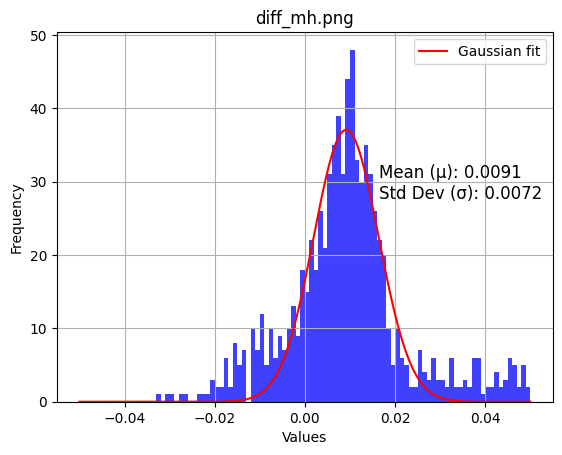 diff_mh.png
Gaussian fit
Mean (μ): 0.0091
Std Dev (σ): 0.0072
Frequency
50
40
30
20
10
0
−0.04 −0.02 0.00 0.02 0.04
Values